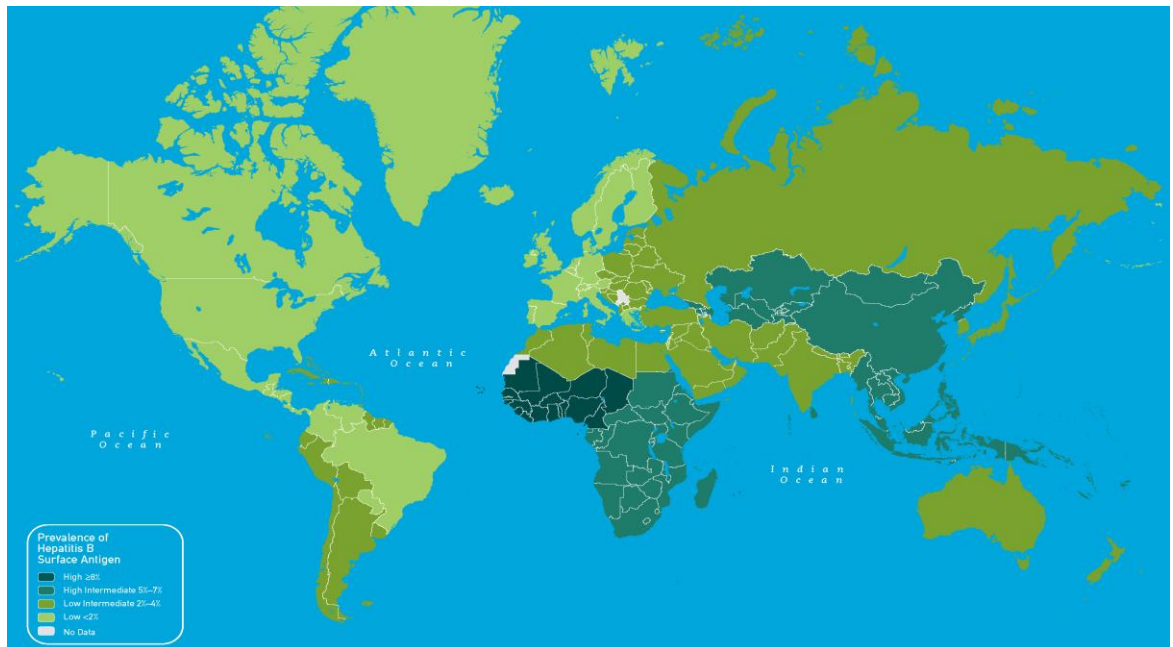 Atlantic
Ocean
Pacific
Ocean
Indian
Ocean
Prevalence of
Hepatitis B
Surface Antigen
High ≥8%
High Intermediate 5%–7%
Low Intermediate 2%–4%
Low <2%
No Data